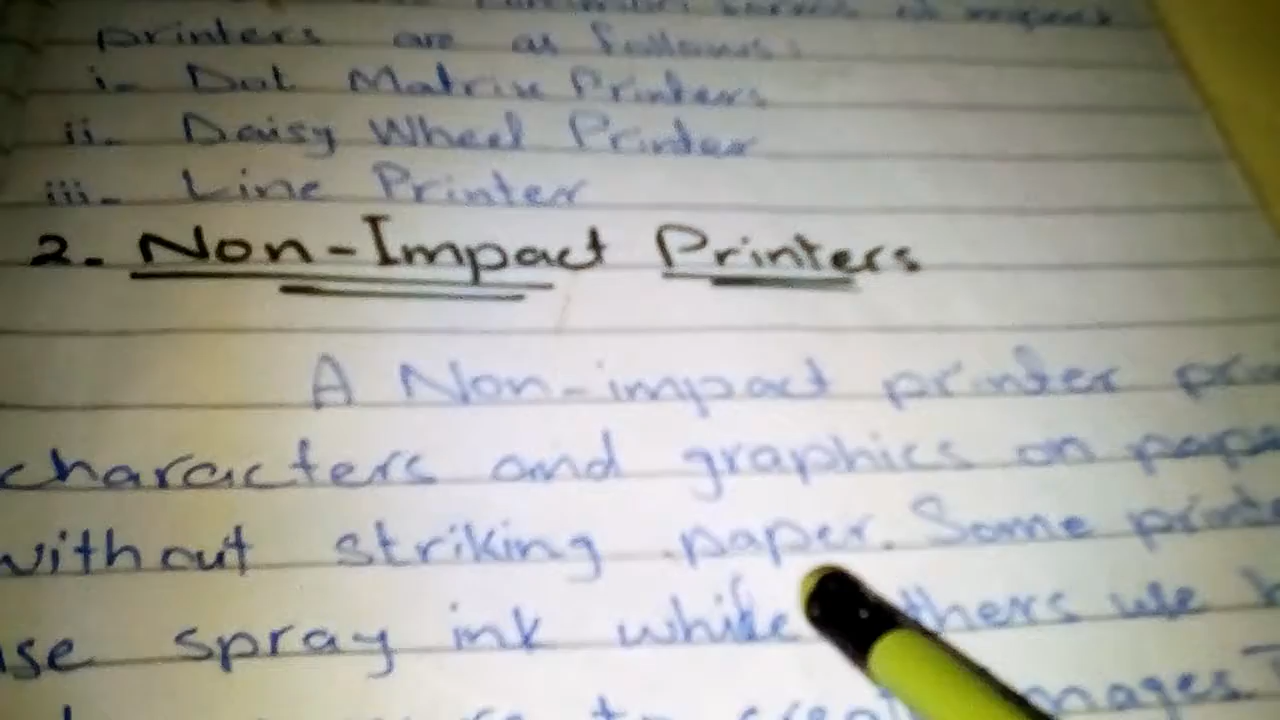 printers are as follows:
i- Dot Matrix Printers
ii- Daisy Wheel Printer
iii- Line Printer
2. Non-Impact Printers
A Non-impact printer
characters and graphics on
without striking paper. Some
spray ink while use
to